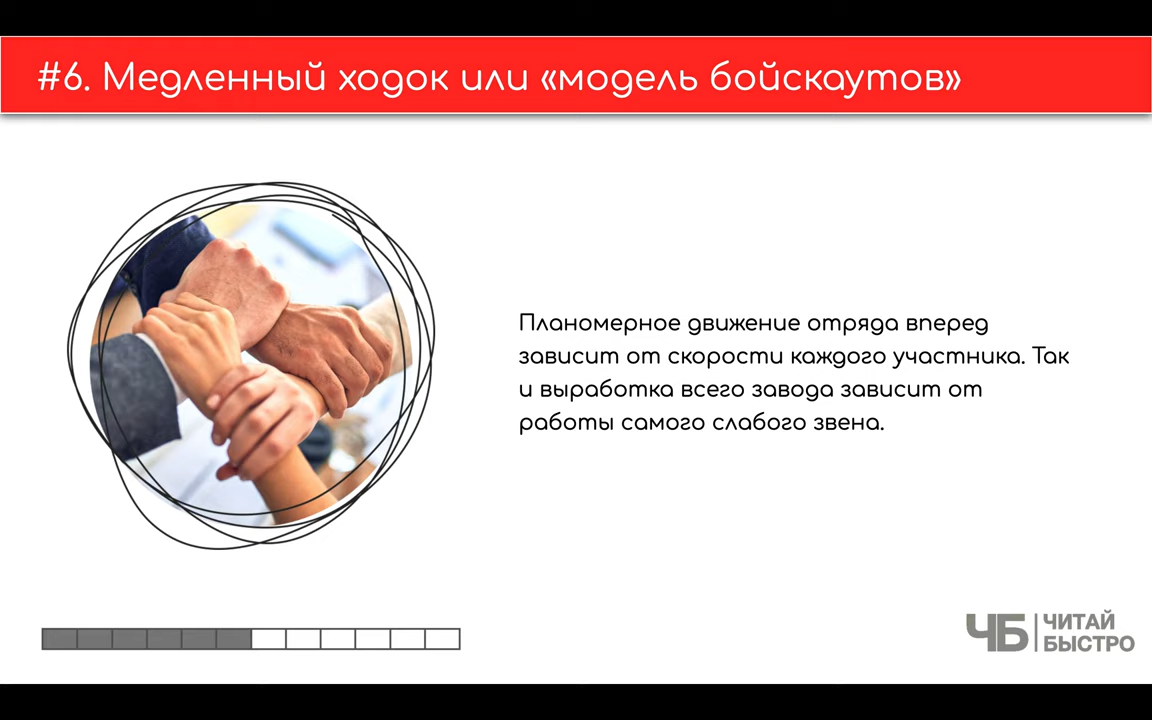 #6. Медленный ходок или «модель бойскаутов»
Планомерное движение отряда вперед
зависит от скорости каждого участника. Так
и выработка всего завода зависит от
работы самого слабого звена.
ЧБ
ЧИТАЙ
БЫСТРО